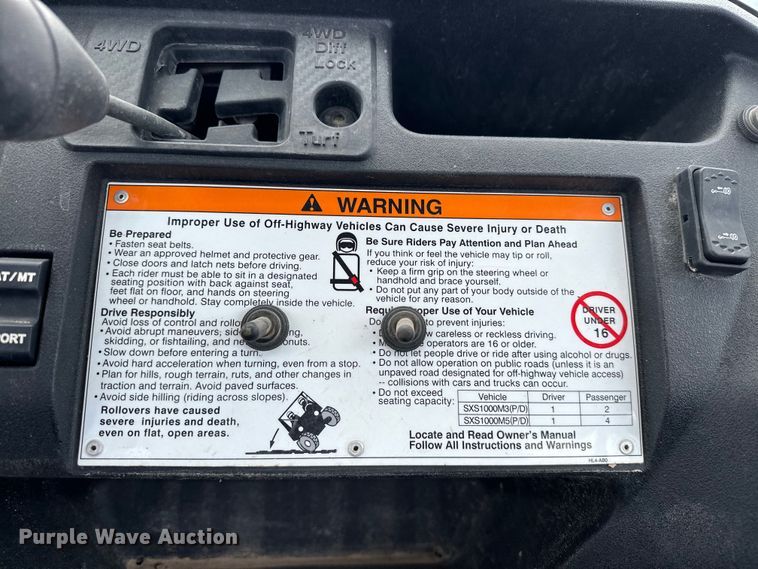 4WD
4WD
Diff
Lock
Turf
WARNING
Improper Use of Off-Highway Vehicles Can Cause Severe Injury or Death
Be Prepared
• Fasten seat belts.
• Wear an approved helmet and protective gear.
• Close doors and latch nets before driving.
• Each rider must be able to sit in a designated
seating position with back against seat,
feet flat on floor, and hands on steering
wheel or handhold. Stay completely inside the vehicle.
Drive Responsibly
Avoid loss of control and
• Avoid abrupt maneuvers;
skidding, or fishtailing, and
• Slow down before entering a turn.
• Avoid hard acceleration when turning, even from a stop.
• Plan for hills, rough terrain, ruts, and other changes in
traction and terrain. Avoid paved surfaces.
• Avoid side hilling (riding across slopes).
Rollovers have caused
severe injuries and death,
even on flat, open areas.
Be Sure Riders Pay Attention and Plan Ahead
If you think or feel the vehicle may tip or roll,
reduce your risk of injury:
• Keep a firm grip on the steering wheel or
handhold and brace yourself.
• Do not put any part of your body outside of the
vehicle for any reason.
Use of Your Vehicle
to prevent injuries:
careless or reckless driving.
operators are 16 or older.
• Do not let people drive or ride after using alcohol or drugs.
• Do not allow operation on public roads (unless it is an
unpaved road designated for off-highway vehicle access)
-- collisions with cars and trucks can occur.
• Do not exceed
seating capacity:
Vehicle Driver Passenger
SXS1000M3(P/D) 1 2
SXS1000M5(P/D) 1 4
Locate and Read Owner's Manual
Follow All Instructions and Warnings
HL4-AB0
DRIVER
UNDER
16
AT/MT
PORT
Purple Wave Auction